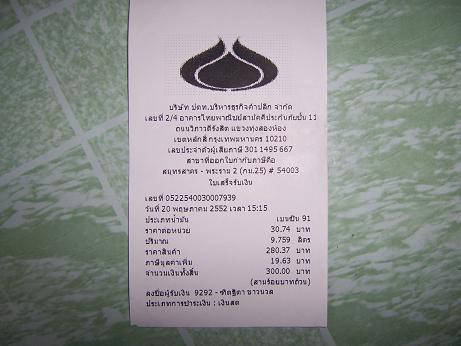 บริษัท ปตท.บริหารธุรกิจค้าปลีก จำกัด
เลขที่ 2/4 อาคารไทยพาณิชย์สามัคคีประกันภัยชั้น 11
ถนนวิภาวดีรังสิต แขวงทุ่งสองห้อง
เขตหลักสี่ กรุงเทพมหานคร 10210
เลขประจำตัวผู้เสียภาษี 301 1495 667
สาขาที่ออกใบกำกับภาษีคือ
สมุทรสาคร - พระราม 2 (กม.25) # 54003
ใบเสร็จรับเงิน
เลขที่ 0522540030007939
วันที่ 20 พฤษภาคม 2552 เวลา 15:15
ประเภทน้ำมัน เบนซิน 91
ราคาต่อหน่วย 30.74 บาท
ปริมาณ 9.759 ลิตร
ราคาสินค้า 280.37 บาท
ภาษีมูลค่าเพิ่ม 19.63 บาท
จำนวนเงินทั้งสิ้น 300.00 บาท
(สามร้อยบาทถ้วน)
ลงชื่อผู้รับเงิน 9292 -
ประเภทการชำระเงิน : เงินสด